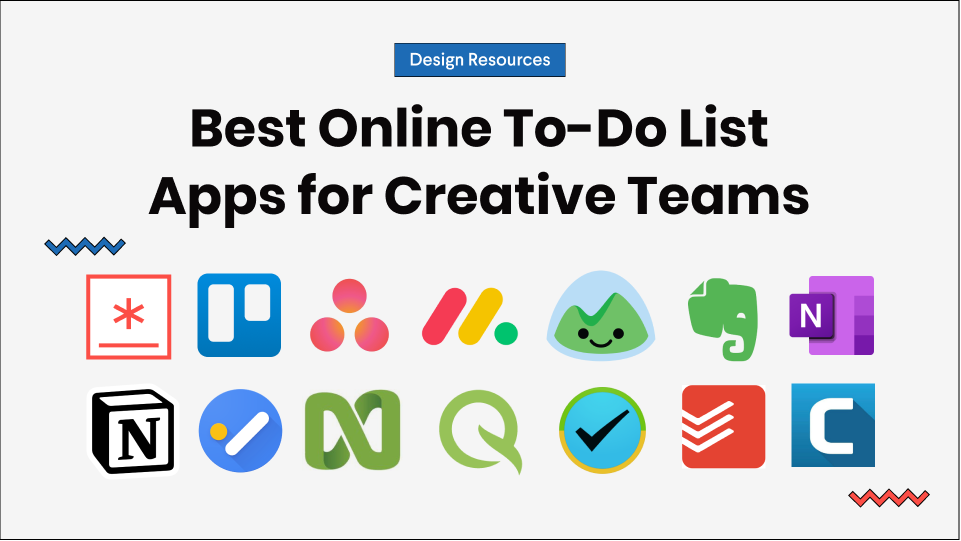 Design Resources
Best Online To-Do List
Apps for Creative Teams
N
N